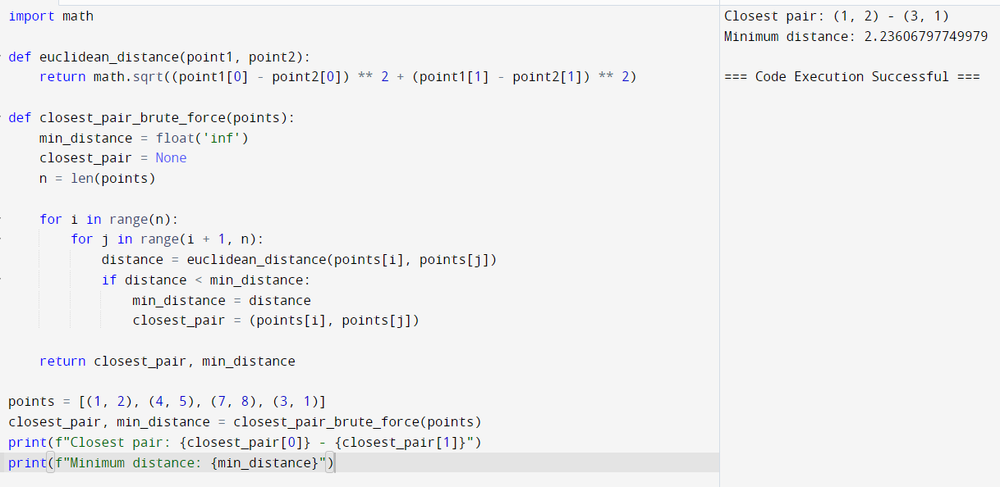 import math
def euclidean_distance(point1, point2):
    return math.sqrt((point1[0] - point2[0]) ** 2 + (point1[1] - point2[1]) ** 2)
def closest_pair_brute_force(points):
    min_distance = float('inf')
    closest_pair = None
    n = len(points)
    for i in range(n):
        for j in range(i + 1, n):
            distance = euclidean_distance(points[i], points[j])
            if distance < min_distance:
                min_distance = distance
                closest_pair = (points[i], points[j])
    return closest_pair, min_distance
points = [(1, 2), (4, 5), (7, 8), (3, 1)]
closest_pair, min_distance = closest_pair_brute_force(points)
print(f"Closest pair: {closest_pair[0]} - {closest_pair[1]}")
print(f"Minimum distance: {min_distance}")
Closest pair: (1, 2) - (3, 1)
Minimum distance: 2.23606797749979
=== Code Execution Successful ===